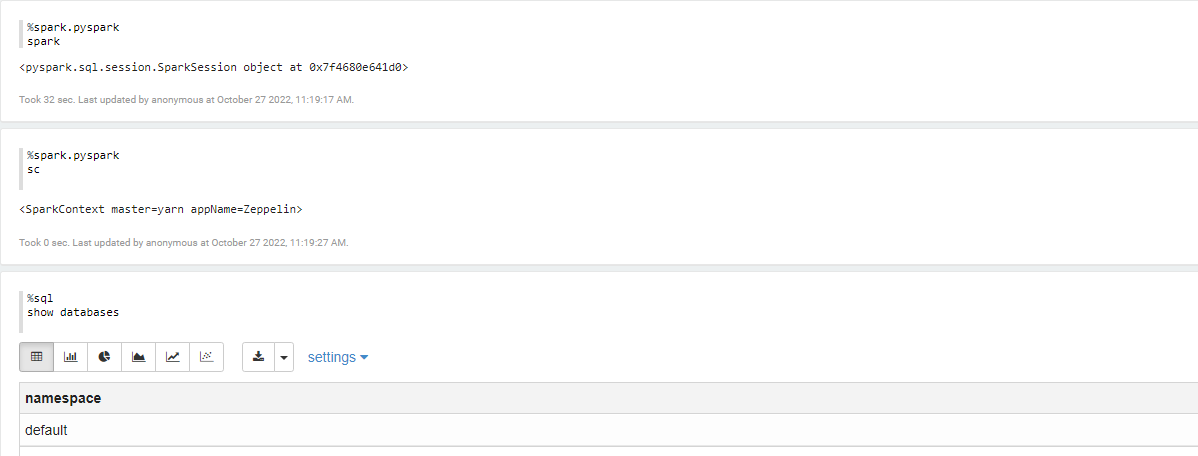 %spark.pyspark
spark
<pyspark.sql.session.SparkSession object at 0x7f4680e641d0>
Took 32 sec. Last updated by anonymous at October 27 2022, 11:19:17 AM.
%spark.pyspark
sc
<SparkContext master=yarn appName=Zeppelin>
Took 0 sec. Last updated by anonymous at October 27 2022, 11:19:27 AM.
%sql
show databases
settings
namespace
default